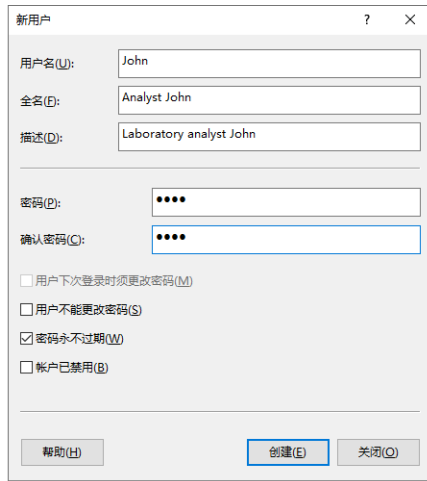 新用户 ?
用户名(U): John
全名(F): Analyst John
描述(D): Laboratory analyst John
密码(P): ●●●●
确认密码(C): ●●●●
用户下次登录时须更改密码(M)
用户不能更改密码(S)
密码永不过期(W)
帐户已禁用(B)
帮助(H) 创建(E) 关闭(O)